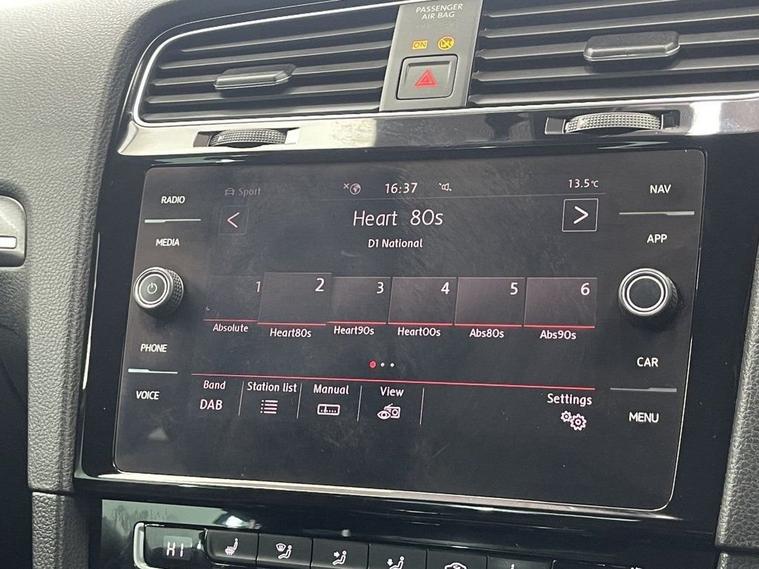 PASSENGER
AIR BAG
ON
Sport
16:37
13.5°C
RADIO
NAV
Heart 80s
MEDIA
D1 National
APP
1 2 3 4 5 6
Absolute Heart80s Heart90s Heart00s Abs80s Abs90s
PHONE
CAR
VOICE
Band Station list Manual View Settings
DAB
MENU
HI